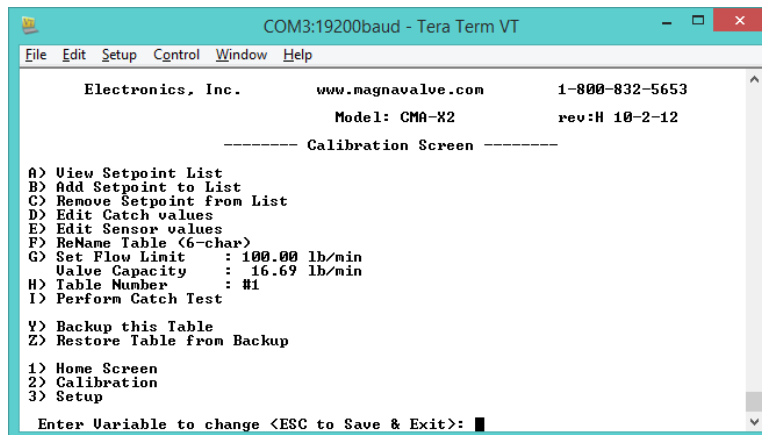 COM3:19200baud - Tera Term VT
File Edit Setup Control Window Help
Electronics, Inc. www.magnavalve.com 1-800-832-5653
Model: CMA-X2 rev:H 10-2-12
-------- Calibration Screen --------
A) View Setpoint List
B) Add Setpoint to List
C) Remove Setpoint from List
D) Edit Catch values
E) Edit Sensor values
F) ReName Table (6-char)
G) Set Flow Limit : 100.00 lb/min
Valve Capacity : 16.69 lb/min
H) Table Number : #1
I) Perform Catch Test
Y) Backup this Table
Z) Restore Table from Backup
1) Home Screen
2) Calibration
3) Setup
Enter Variable to change <ESC to Save & Exit>: